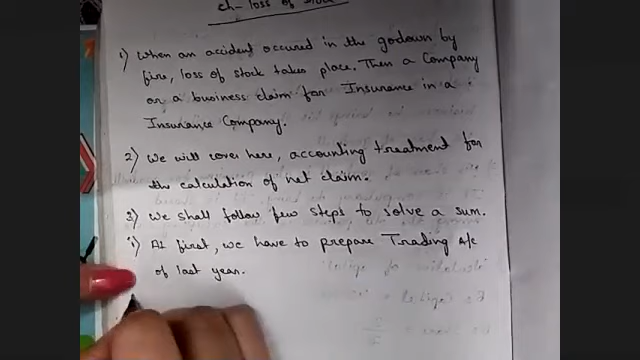 ch- loss of stock
1) When an accident occured in the godown by
fire, loss of stock takes place. Then a Company
or a business claim for Insurance in a
Insurance Company.
2) We will cover here, accounting treatment for
the calculation of net claim.
3) We shall follow few steps to solve a sum.
i) At first, we have to prepare Trading A/c
of last year.